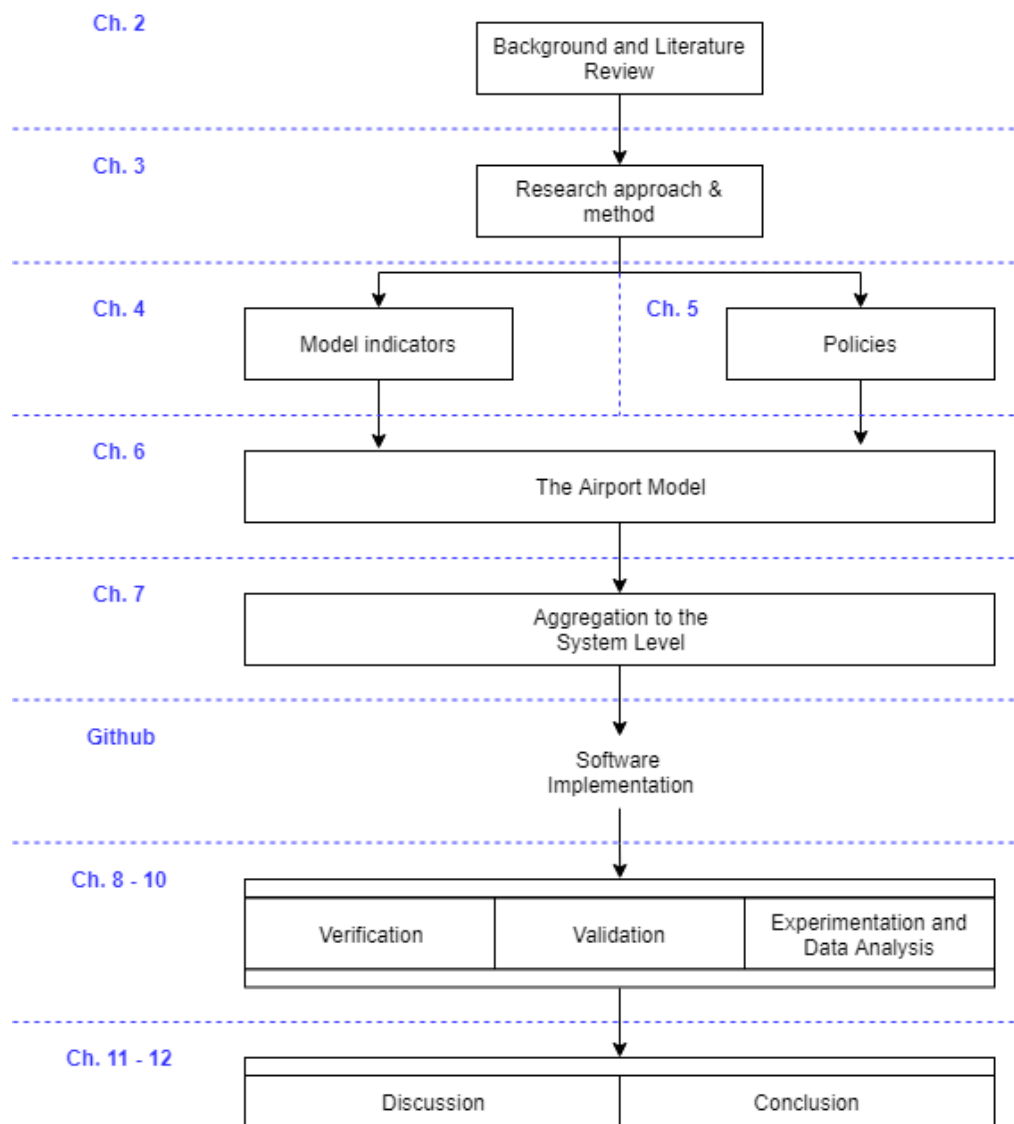 Ch. 2
Background and Literature
Review
Ch. 3
Research approach &
method
Ch. 4
Model indicators
Ch. 5
Policies
Ch. 6
The Airport Model
Ch. 7
Aggregation to the
System Level
Github
Software
Implementation
Ch. 8 - 10
Verification
Validation
Experimentation and
Data Analysis
Ch. 11 - 12
Discussion
Conclusion